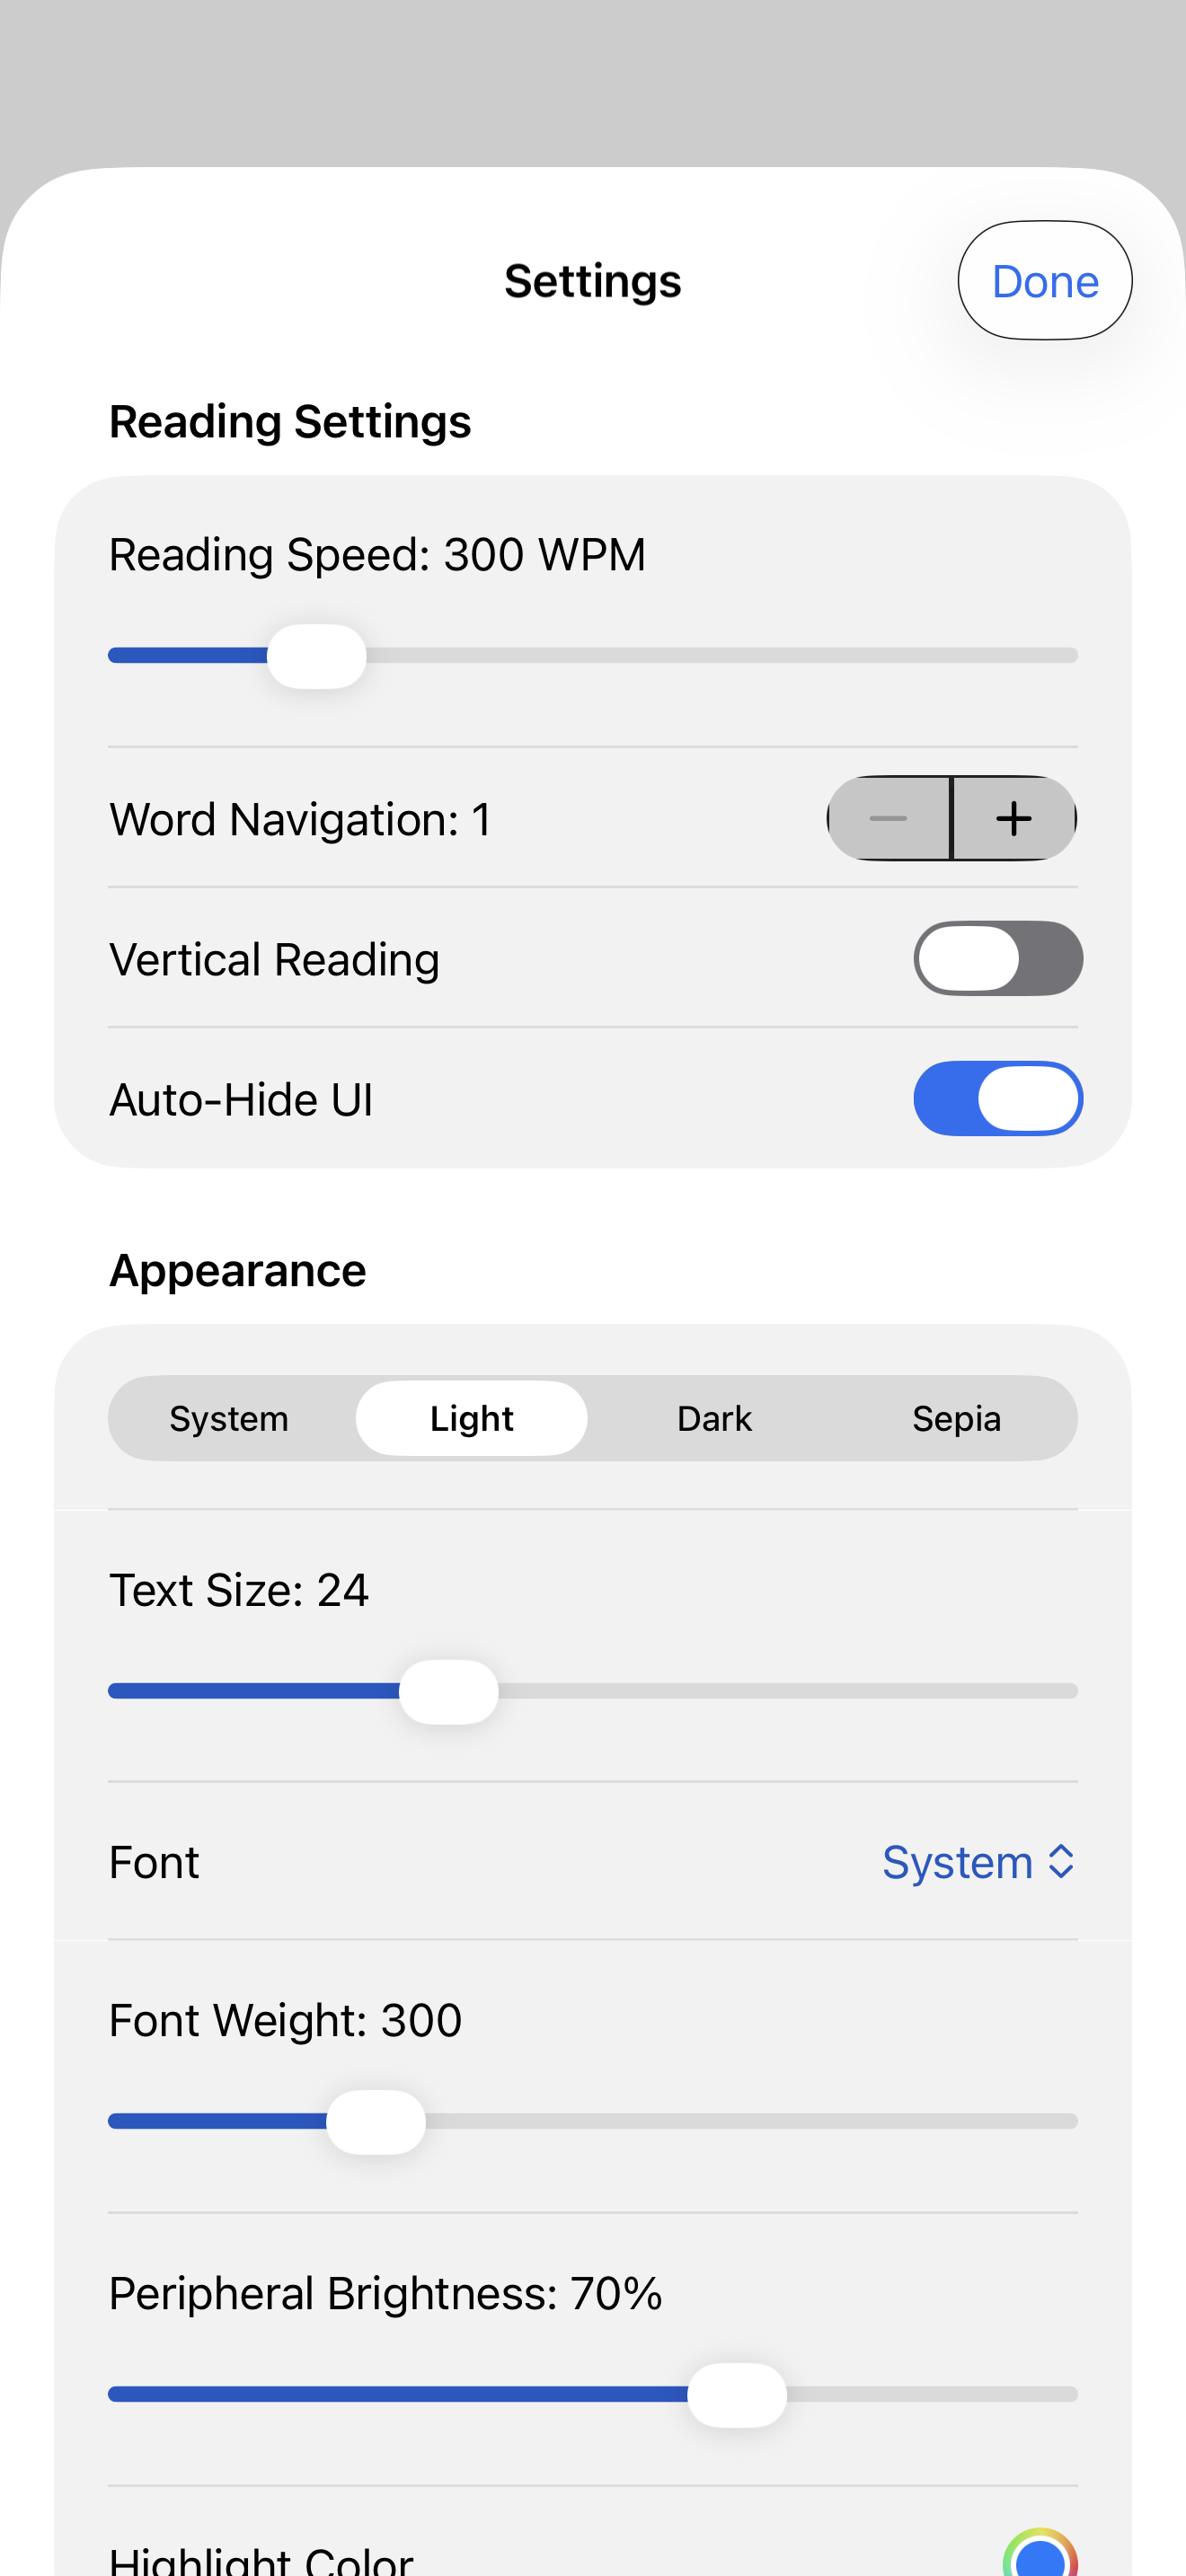 Settings
Done
Reading Settings
Reading Speed: 300 WPM
Word Navigation: 1
Vertical Reading
Auto-Hide UI
Appearance
System Light Dark Sepia
Text Size: 24
Font System
Font Weight: 300
Peripheral Brightness: 70%
Highlight Color